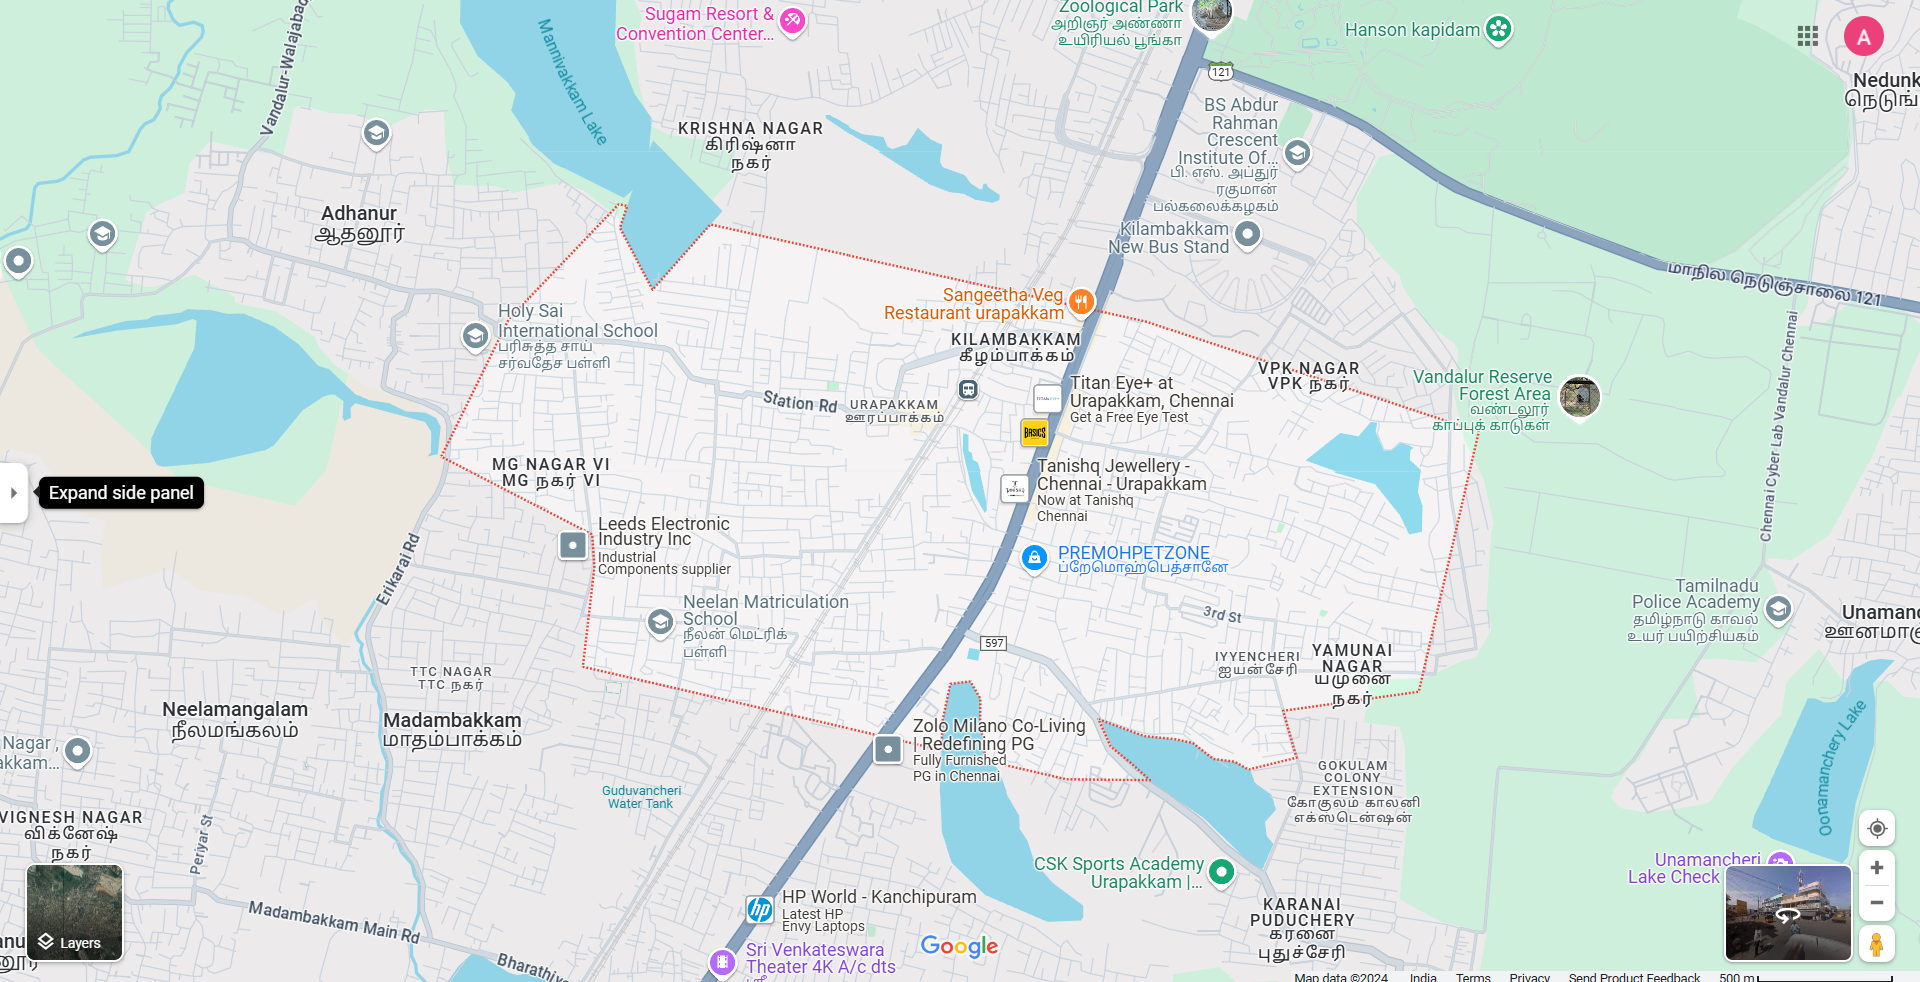 Zoological Park
அறிஞர் அண்ணா
உயிரியல் பூங்கா
Sugam Resort &
Convention Center...
Hanson kapidam
A
Vandalur-Walajabad
Mannivakkam Lake
121
Nedunk
நெடுங்
KRISHNA NAGAR
கிரிஷ்னா
நகர்
BS Abdur
Rahman
Crescent
Institute Of...
பி. எஸ். அப்துர்
ரகுமான்
பல்கலைக்கழகம்
Adhanur
ஆதனூர்
Kilambakkam
New Bus Stand
மாநில நெடுஞ்சாலை 121
Sangeetha Veg
Restaurant urapakkam
Holy Sai
International School
பரிசுத்த சாய்
சர்வதேச பள்ளி
KILAMBAKKAM
கீழம்பாக்கம்
VPK NAGAR
VPK நகர்
Vandalur Reserve
Forest Area
வண்டலூர்
காப்புக் காடுகள்
Chennai Cyber Lab Vandalur Chennai
Titan Eye+ at
Urapakkam, Chennai
Get a Free Eye Test
TITAN EYE+
Station Rd
URAPAKKAM
ஊரப்பாக்கம்
BASICS
MG NAGAR VI
MG நகர் VI
Tanishq Jewellery -
Chennai - Urapakkam
Now at Tanishq
Chennai
TANISHQ
Expand side panel
Leeds Electronic
Industry Inc
Industrial
Components supplier
Erikarai Rd
PREMOHPETZONE
ப்ரேமொஹ்பெத்சானே
Neelan Matriculation
School
நீலன் மெட்ரிக்
பள்ளி
3rd St
Tamilnadu
Police Academy
தமிழ்நாடு காவல்
உயர் பயிற்சியகம்
Unamanc
ஊனமாஞ
597
IYYENCHERI
ஐயன்சேரி
YAMUNAI
NAGAR
யமுனை
நகர்
TTC NAGAR
TTC நகர்
Neelamangalam
நீலமங்கலம்
Madambakkam
மாதம்பாக்கம்
Zolo Milano Co-Living
| Redefining PG
Fully Furnished
PG in Chennai
Nagar ,
akkam...
Oonamanchery Lake
GOKULAM
COLONY
EXTENSION
கோகுலம் காலனி
எக்ஸ்டென்ஷன்
Guduvancheri
Water Tank
VIGNESH NAGAR
விக்னேஷ்
நகர்
Periyar St
CSK Sports Academy
Urapakkam |...
Unamancheri
Lake Check
HP World - Kanchipuram
Latest HP
Envy Laptops
hp
KARANAI
PUDUCHERY
கரனை
புதுச்சேரி
Madambakkam Main Rd
Layers
Google
Sri Venkateswara
Theater 4K A/c dts
Bharathiy
Map data ©2024 India Terms Privacy Send Product Feedback 500 m